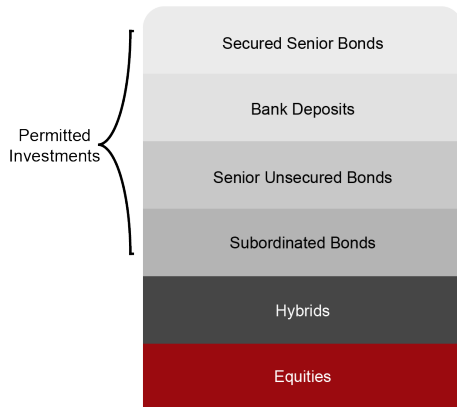 Secured Senior Bonds
Bank Deposits
Permitted
Investments
Senior Unsecured Bonds
Subordinated Bonds
Hybrids
Equities